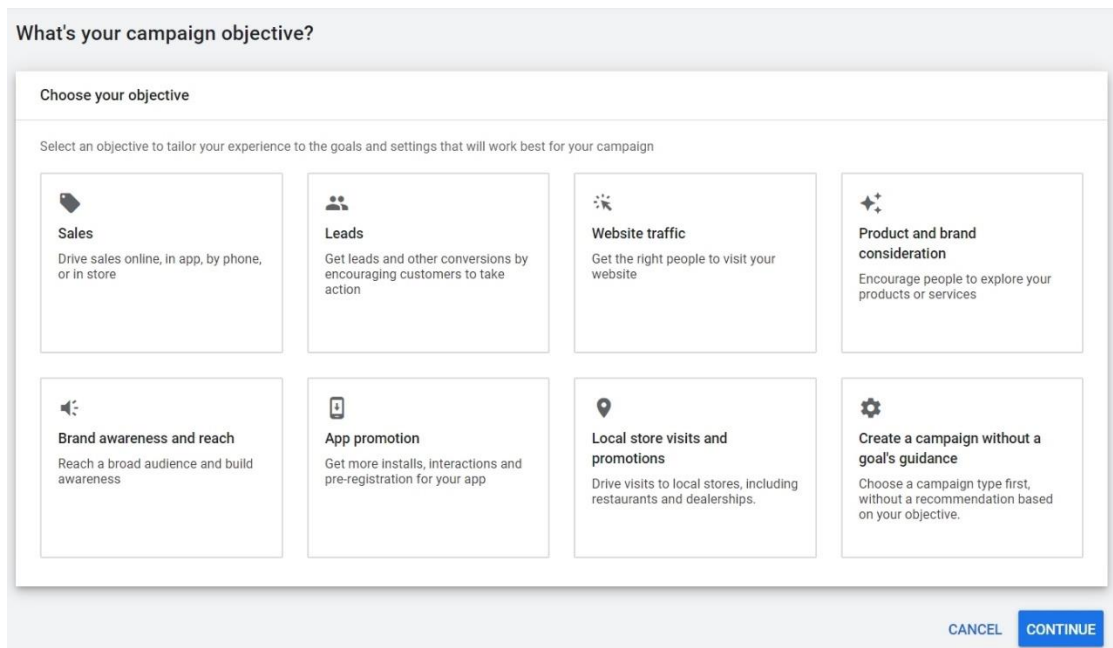 What's your campaign objective?
Choose your objective
Select an objective to tailor your experience to the goals and settings that will work best for your campaign
Sales
Drive sales online, in app, by phone,
or in store
Leads
Get leads and other conversions by
encouraging customers to take
action
Website traffic
Get the right people to visit your
website
Product and brand
consideration
Encourage people to explore your
products or services
Brand awareness and reach
Reach a broad audience and build
awareness
App promotion
Get more installs, interactions and
pre-registration for your app
Local store visits and
promotions
Drive visits to local stores, including
restaurants and dealerships.
Create a campaign without a
goal's guidance
Choose a campaign type first,
without a recommendation based
on your objective.
CANCEL
CONTINUE